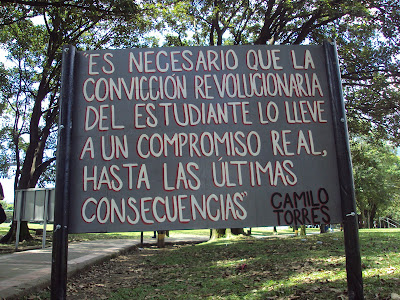 "ES NECESARIO QUE LA
CONVICCIÓN REVOLUCIONARIA
DEL ESTUDIANTE LO LLEVE
A UN COMPROMISO REAL,
HASTA LAS ÚLTIMAS
CONSECUENCIAS"
CAMILO
TORRES